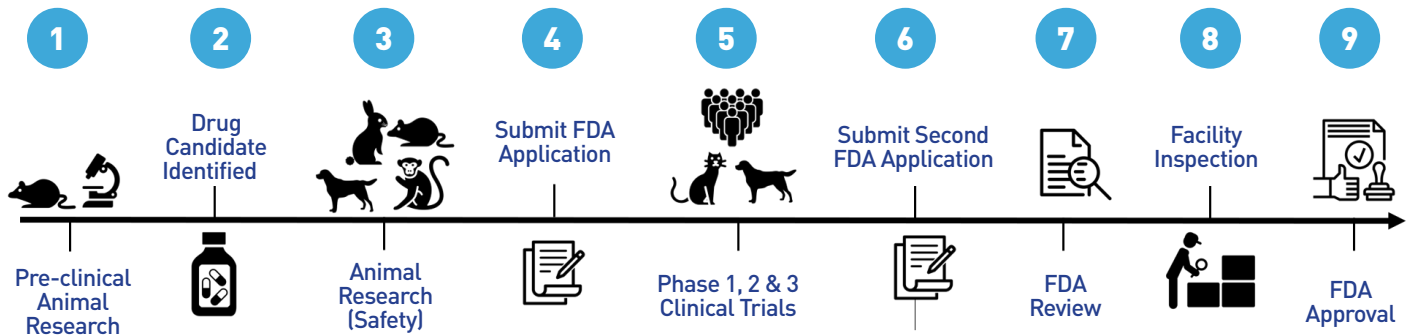 1
2
3
4
5
6
7
8
9
Pre-clinical
Animal
Research
Drug
Candidate
Identified
Animal
Research
(Safety)
Submit FDA
Application
Phase 1, 2 & 3
Clinical Trials
Submit Second
FDA Application
FDA
Review
Facility
Inspection
FDA
Approval